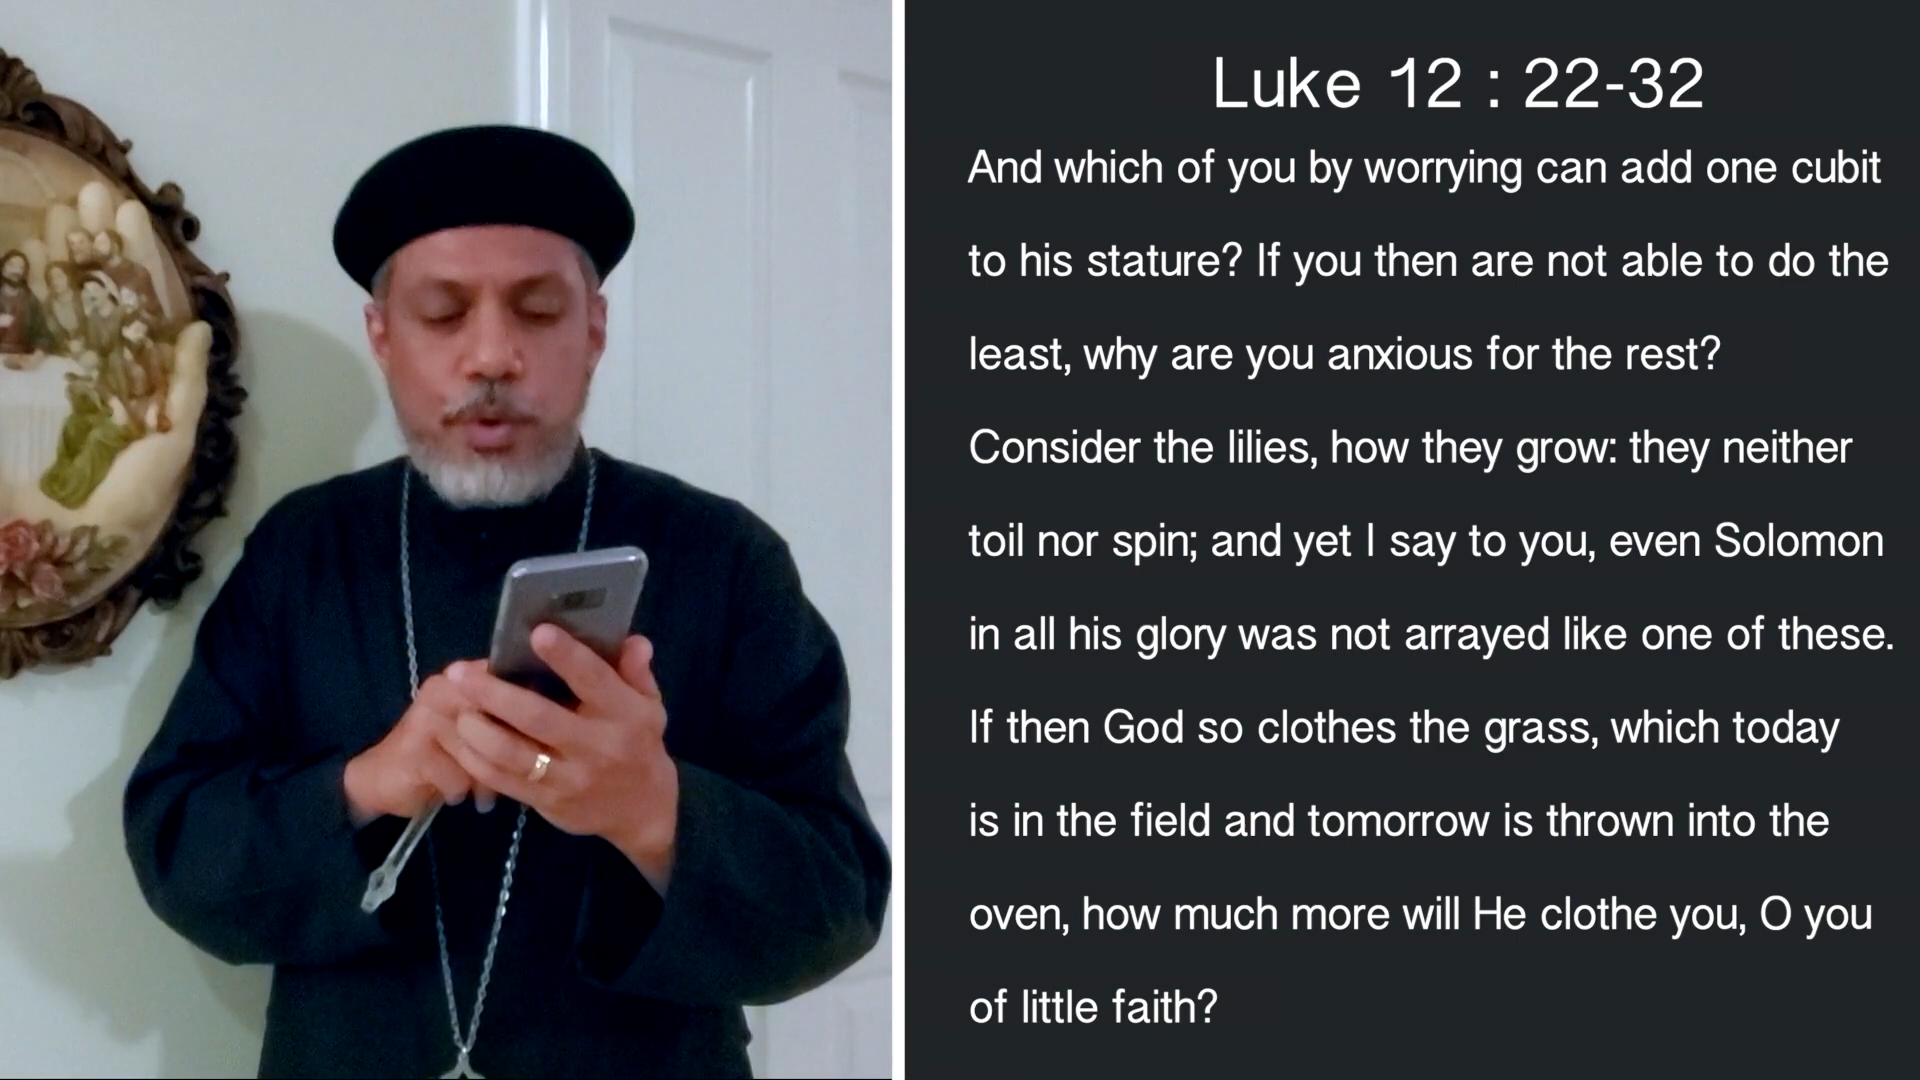 Luke 12 : 22-32
And which of you by worrying can add one cubit
to his stature? If you then are not able to do the
least, why are you anxious for the rest?
Consider the lilies, how they grow: they neither
toil nor spin; and yet I say to you, even Solomon
in all his glory was not arrayed like one of these.
If then God so clothes the grass, which today
is in the field and tomorrow is thrown into the
oven, how much more will He clothe you, O you
of little faith?